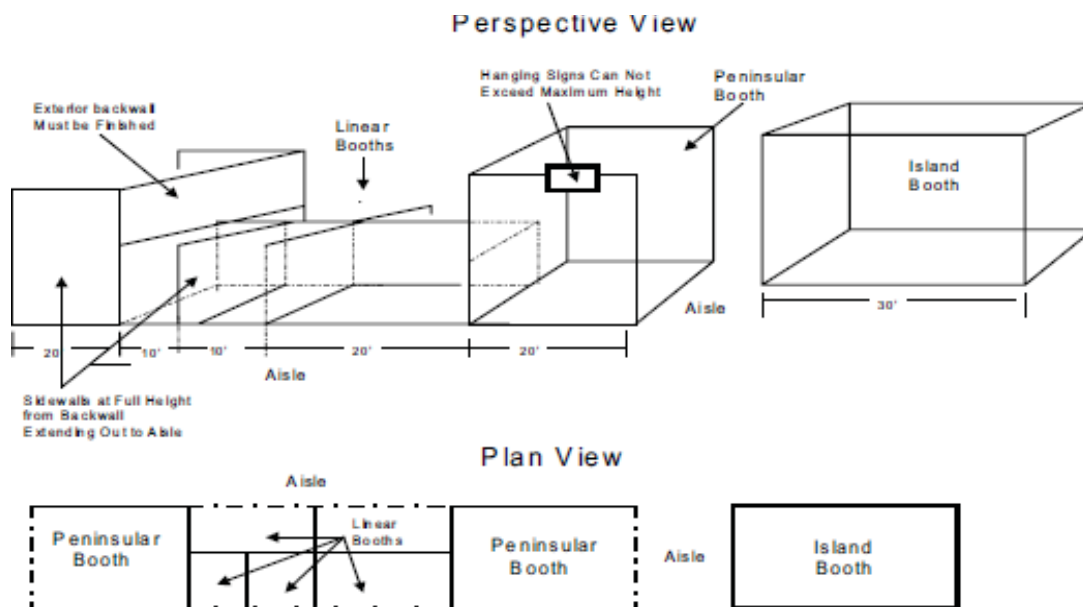 Perspective View
Hanging Signs Can Not
Exceed Maximum Height
Peninsular
Booth
Exterior backwall
Must be Finished
Linear
Booths
Island
Booth
Aisle
30'
20'
10'
10'
20'
20'
Aisle
Sidewalls at Full Height
from Backwall
Extending Out to Aisle
Plan View
Aisle
Peninsular
Booth
Linear
Booths
Peninsular
Booth
Aisle
Island
Booth